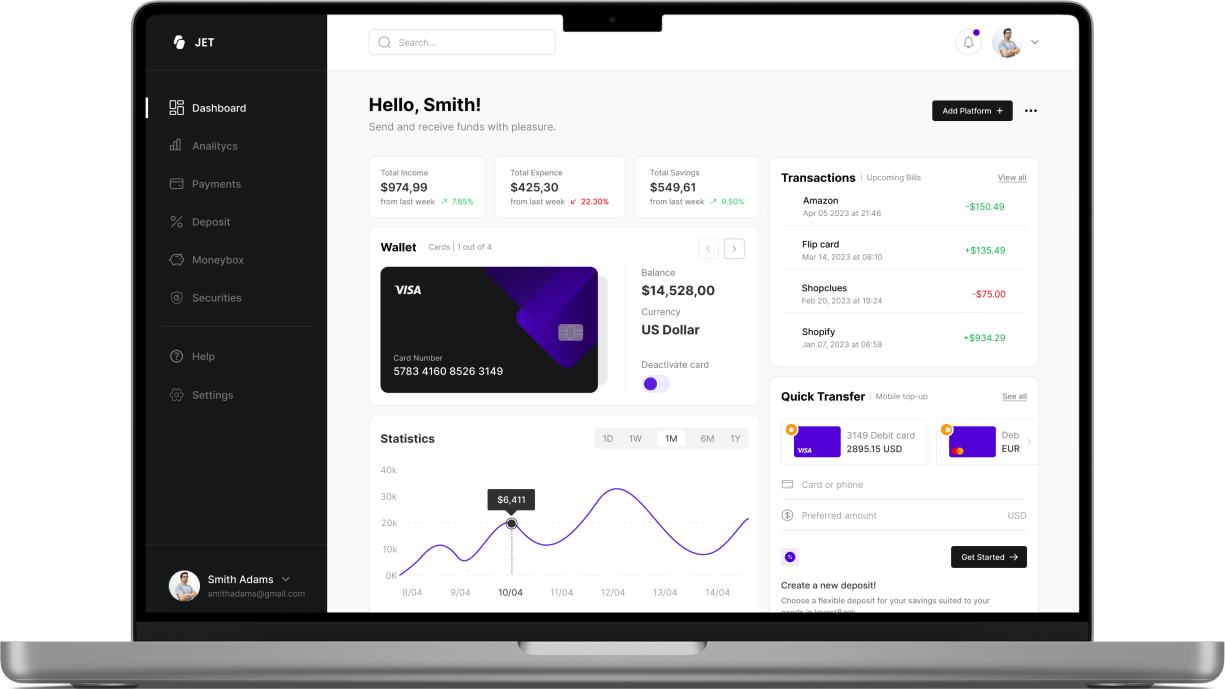 JET
Search...
Dashboard
Analitycs
Payments
Deposit
Moneybox
Securities
Help
Settings
Smith Adams
amithadams@gmail.com
Hello, Smith!
Send and receive funds with pleasure.
Add Platform +
Total Income
$974,99
from last week 7.85%
Total Expence
$425,30
from last week 22.30%
Total Savings
$549,61
from last week 9.50%
Wallet Cards | 1 out of 4
VISA
Card Number
5783 4160 8526 3149
Balance
$14,528,00
Currency
US Dollar
Deactivate card
Statistics
1D 1W 1M 6M 1Y
40k
30k
20k
10k
0K
$6,411
8/04 9/04 10/04 11/04 12/04 13/04 14/04
Transactions | Upcoming Bills View all
Amazon
Apr 05 2023 at 21:46
-$150.49
Flip card
Mar 14, 2023 at 08:10
+$135.49
Shopclues
Feb 20, 2023 at 19:24
-$75.00
Shopify
Jan 07, 2023 at 06:58
+$934.29
Quick Transfer | Mobile top-up See all
VISA
3149 Debit card
2895.15 USD
Deb
EUR
Card or phone
$ Preferred amount USD
%
Get Started
Create a new deposit!
Choose a flexible deposit for your savings suited to your
needs in InvestBank